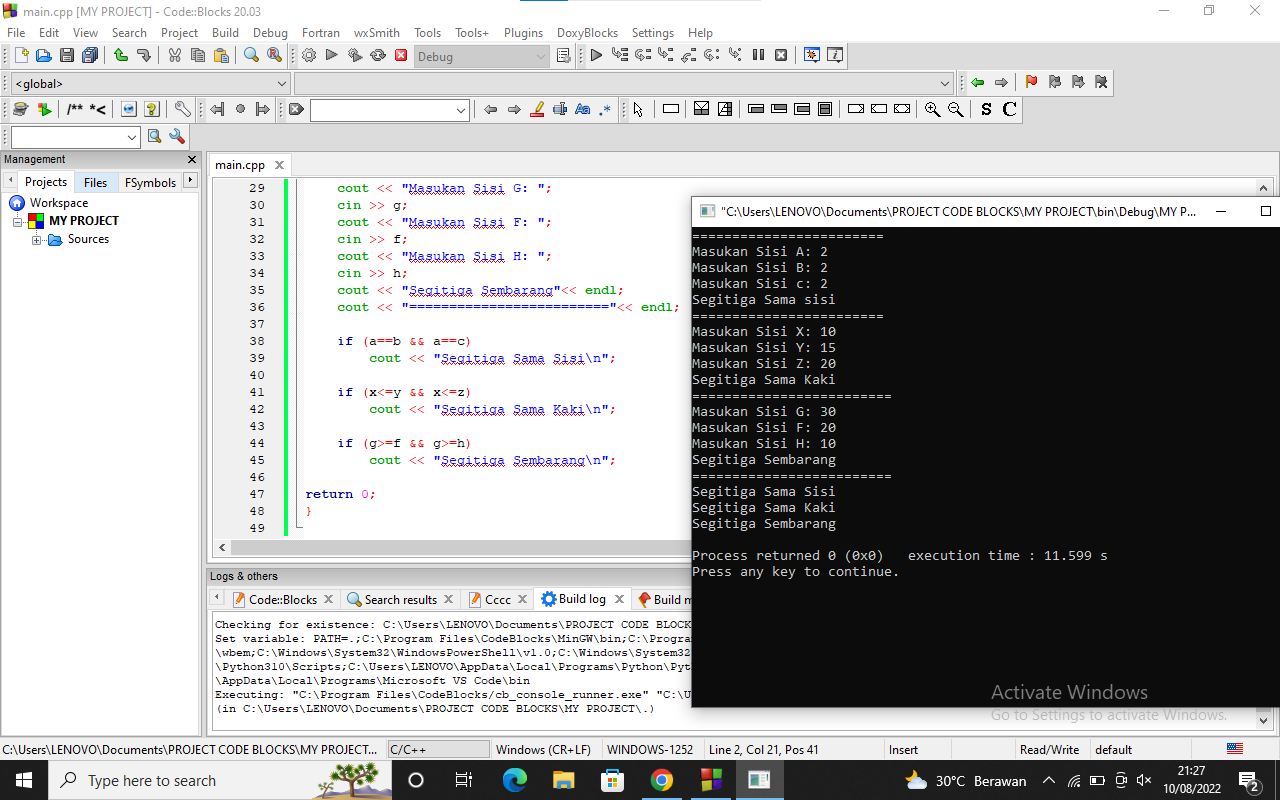 main.cpp [MY PROJECT] - Code::Blocks 20.03
File Edit View Search Project Build Debug Fortran wxSmith Tools Tools+ Plugins DoxyBlocks Settings Help
Debug
<global>
/** *<
Aa .*
S C
Management
Projects Files FSymbols
Workspace
MY PROJECT
Sources
main.cpp
29 cout << "Masukan Sisi G: ";
30 cin >> g;
31 cout << "Masukan Sisi F: ";
32 cin >> f;
33 cout << "Masukan Sisi H: ";
34 cin >> h;
35 cout << "Segitiga Sembarang"<< endl;
36 cout << "========================="<< endl;
37
38 if (a==b && a==c)
39 cout << "Segitiga Sama Sisi\n";
40
41 if (x<=y && x<=z)
42 cout << "Segitiga Sama Kaki\n";
43
44 if (g>=f && g>=h)
45 cout << "Segitiga Sembarang\n";
46
47 return 0;
48 }
49
"C:\Users\LENOVO\Documents\PROJECT CODE BLOCKS\MY PROJECT\bin\Debug\MY P...
========================
Masukan Sisi A: 2
Masukan Sisi B: 2
Masukan Sisi c: 2
Segitiga Sama sisi
========================
Masukan Sisi X: 10
Masukan Sisi Y: 15
Masukan Sisi Z: 20
Segitiga Sama Kaki
=========================
Masukan Sisi G: 30
Masukan Sisi F: 20
Masukan Sisi H: 10
Segitiga Sembarang
=========================
Segitiga Sama Sisi
Segitiga Sama Kaki
Segitiga Sembarang
Process returned 0 (0x0) execution time : 11.599 s
Press any key to continue.
Logs & others
Code::Blocks Search results Cccc Build log Build m
Checking for existence: C:\Users\LENOVO\Documents\PROJECT CODE BLOCK
Set variable: PATH=.;C:\Program Files\CodeBlocks\MinGW\bin;C:\Progra
\wbem;C:\Windows\System32\WindowsPowerShell\v1.0;C:\Windows\System32
\Python310\Scripts;C:\Users\LENOVO\AppData\Local\Programs\Python\Pyt
\AppData\Local\Programs\Microsoft VS Code\bin
Executing: "C:\Program Files\CodeBlocks/cb_console_runner.exe" "C:\U
(in C:\Users\LENOVO\Documents\PROJECT CODE BLOCKS\MY PROJECT\.)
Activate Windows
Go to Settings to activate Windows.
C:\Users\LENOVO\Documents\PROJECT CODE BLOCKS\MY PROJECT... C/C++ Windows (CR+LF) WINDOWS-1252 Line 2, Col 21, Pos 41 Insert Read/Write default
Type here to search
30°C Berawan
21:27
10/08/2022
2